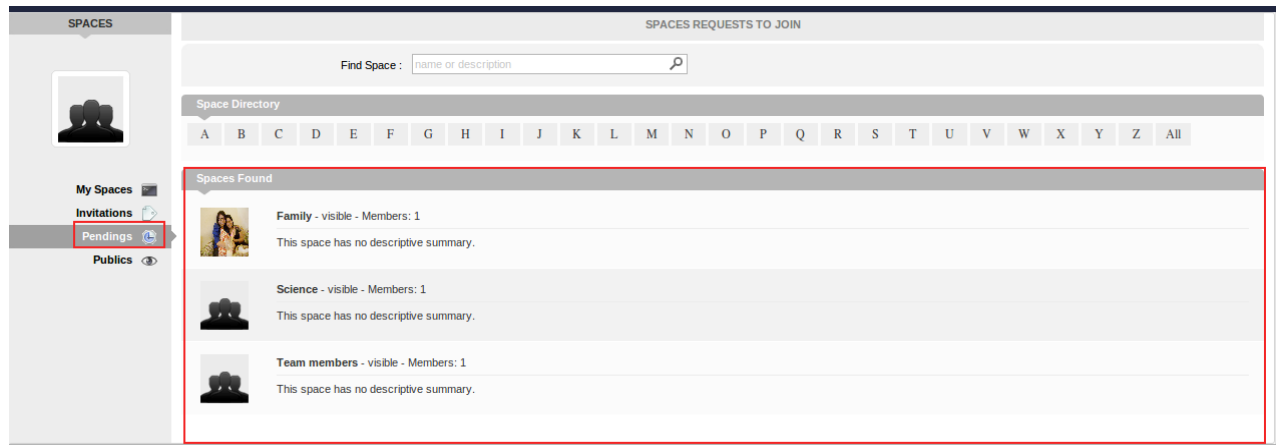 SPACES
SPACES REQUESTS TO JOIN
Find Space : name or description
Space Directory
A B C D E F G H I J K L M N O P Q R S T U V W X Y Z All
My Spaces
Invitations
Pendings
Publics
Spaces Found
Family - visible - Members: 1
This space has no descriptive summary.
Science - visible - Members: 1
This space has no descriptive summary.
Team members - visible - Members: 1
This space has no descriptive summary.